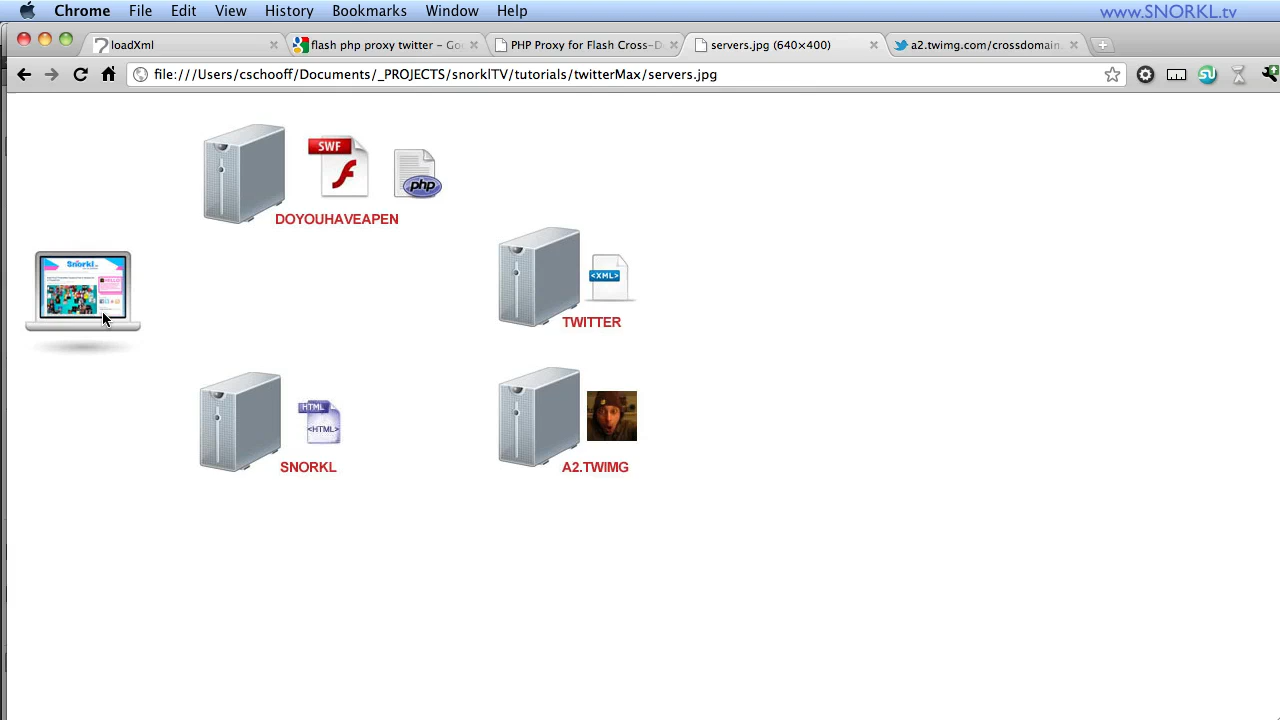 Chrome File Edit View History Bookmarks Window Help
www.SNORKL.tv
loadXml
flash php proxy twitter - Go
PHP Proxy for Flash Cross-D
servers.jpg (640×400)
a2.twimg.com/crossdomain.
file:///Users/cschooff/Documents/_PROJECTS/snorklTV/tutorials/twitterMax/servers.jpg
SWF
php
DOYOUHAVEAPEN
Snorkl
<XML>
TWITTER
HTML
<HTML>
SNORKL
A2.TWIMG